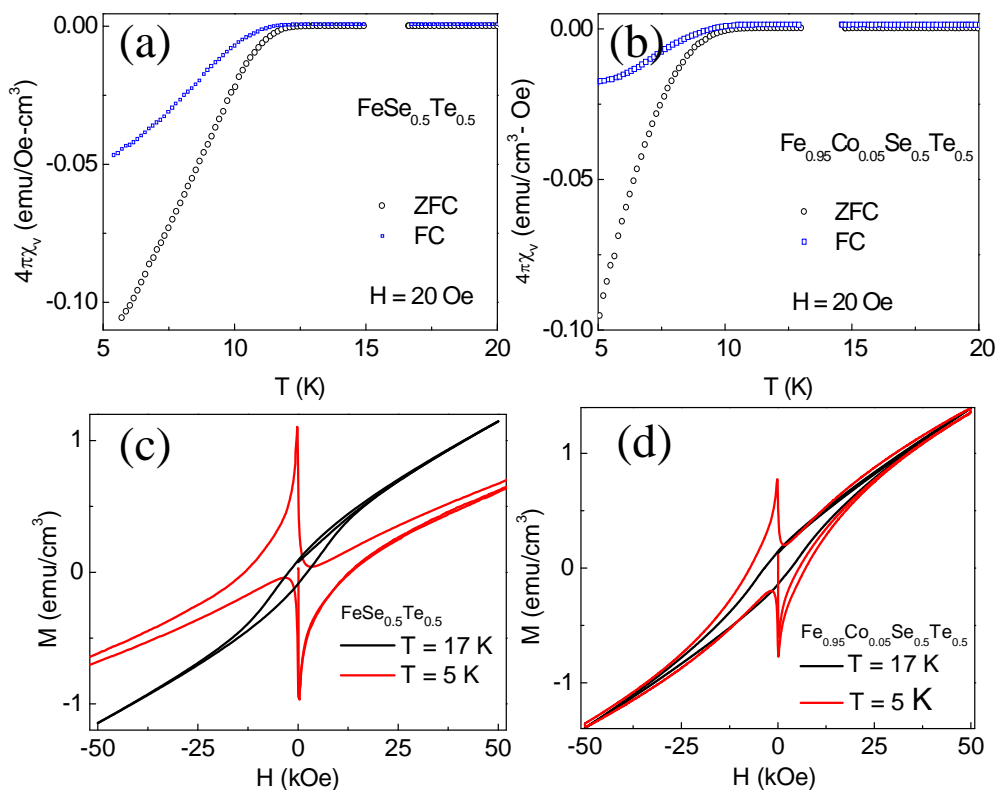 (a)
0.00
-0.05
-0.10
4πχv (emu/Oe-cm³)
FeSe0.5Te0.5
ZFC
FC
H = 20 Oe
5 10 15 20
T (K)
(b)
0.00
-0.05
-0.10
4πχv (emu/cm³- Oe)
Fe0.95Co0.05Se0.5Te0.5
ZFC
FC
H = 20 Oe
5 10 15 20
T (K)
(c)
1
0
-1
M (emu/cm³)
FeSe0.5Te0.5
T = 17 K
T = 5 K
-50 -25 0 25 50
H (kOe)
(d)
1
0
-1
M (emu/cm³)
Fe0.95Co0.05Se0.5Te0.5
T = 17 K
T = 5 K
-50 -25 0 25 50
H (kOe)